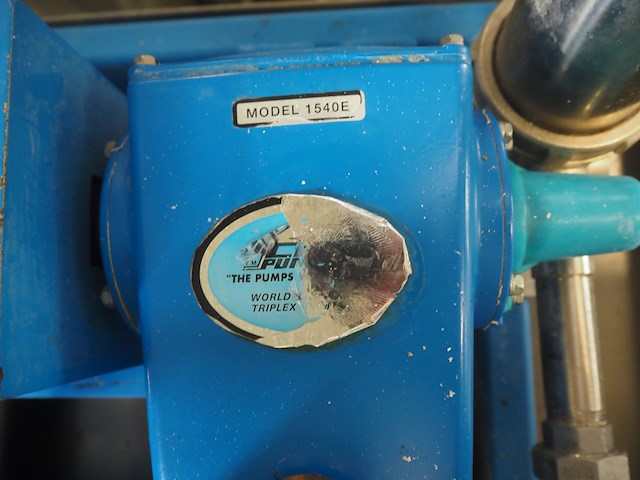 MODEL 1540E
"THE PUMPS
WORLD
TRIPLEX